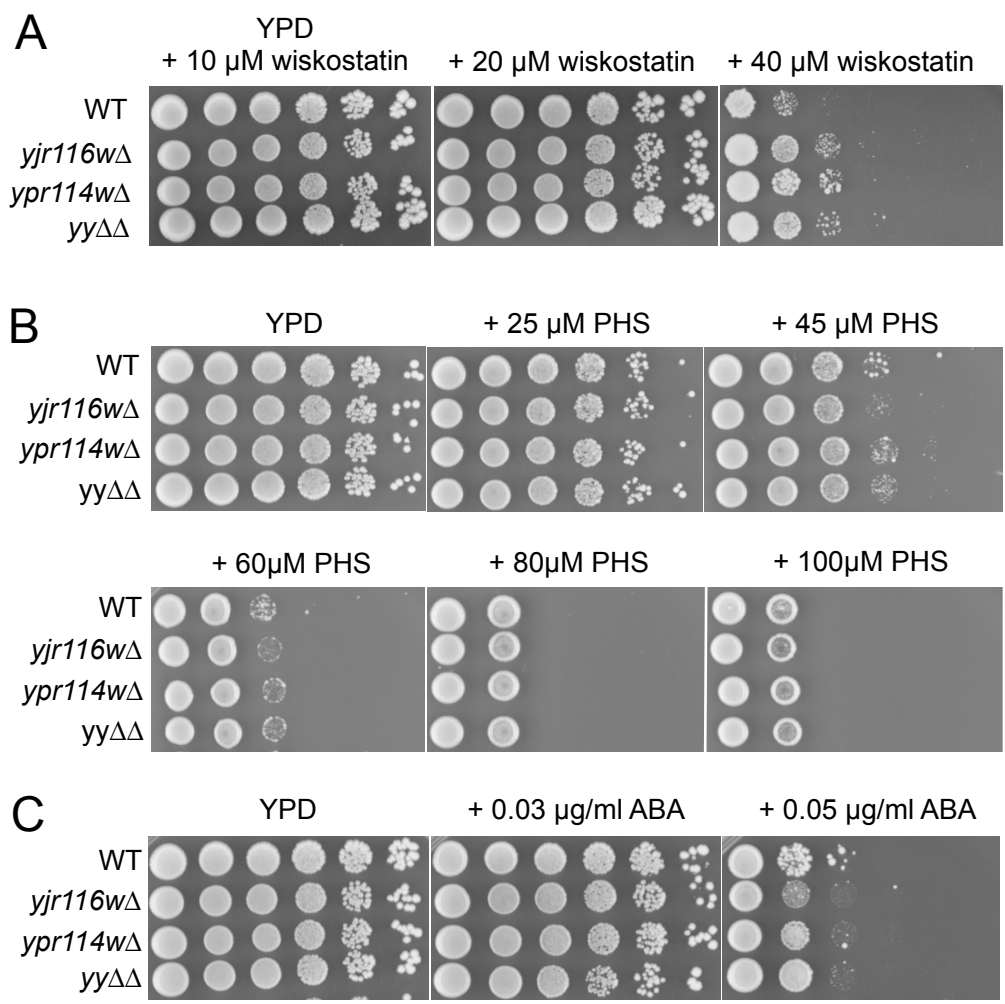 A
YPD
+ 10 µM wiskostatin
+ 20 µM wiskostatin
+ 40 µM wiskostatin
WT
yjr116wΔ
ypr114wΔ
yyΔΔ
B
YPD
+ 25 µM PHS
+ 45 µM PHS
WT
yjr116wΔ
ypr114wΔ
yyΔΔ
+ 60µM PHS
+ 80µM PHS
+ 100µM PHS
WT
yjr116wΔ
ypr114wΔ
yyΔΔ
C
YPD
+ 0.03 µg/ml ABA
+ 0.05 µg/ml ABA
WT
yjr116wΔ
ypr114wΔ
yyΔΔ